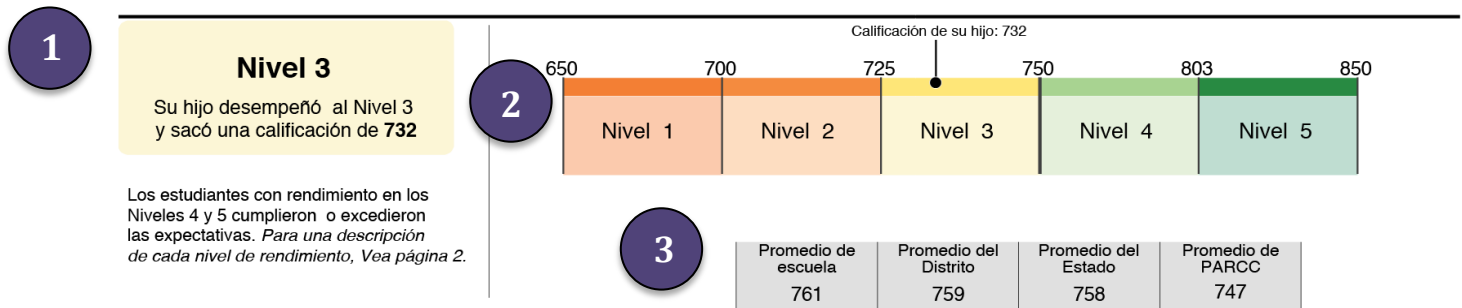 1
Nivel 3
Su hijo desempeñó al Nivel 3
y sacó una calificación de 732
Los estudiantes con rendimiento en los
Niveles 4 y 5 cumplieron o excedieron
las expectativas. Para una descripción
de cada nivel de rendimiento, Vea página 2.
2
Calificación de su hijo: 732
650 700 725 750 803 850
Nivel 1 Nivel 2 Nivel 3 Nivel 4 Nivel 5
3
Promedio de escuela
761
Promedio del Distrito
759
Promedio del Estado
758
Promedio de PARCC
747